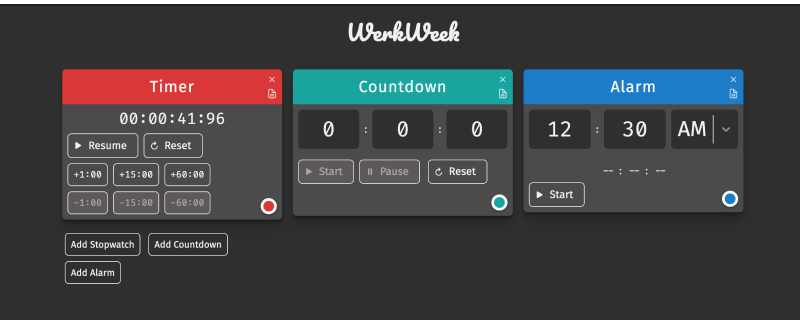 WerkWeek
Timer
00:00:41:96
Resume Reset
+1:00 +15:00 +60:00
-1:00 -15:00 -60:00
Countdown
0 : 0 : 0
Start Pause Reset
Alarm
12 : 30 AM
-- : -- : --
Start
Add Stopwatch Add Countdown
Add Alarm